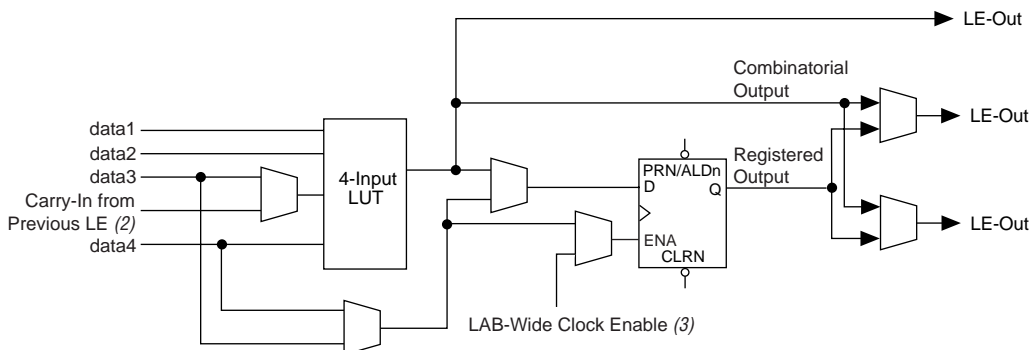 LE-Out
Combinatorial
Output
LE-Out
data1
data2
data3
Carry-In from
Previous LE (2)
data4
4-Input
LUT
PRN/ALDn
D
Q
ENA
CLRN
Registered
Output
LE-Out
LAB-Wide Clock Enable (3)